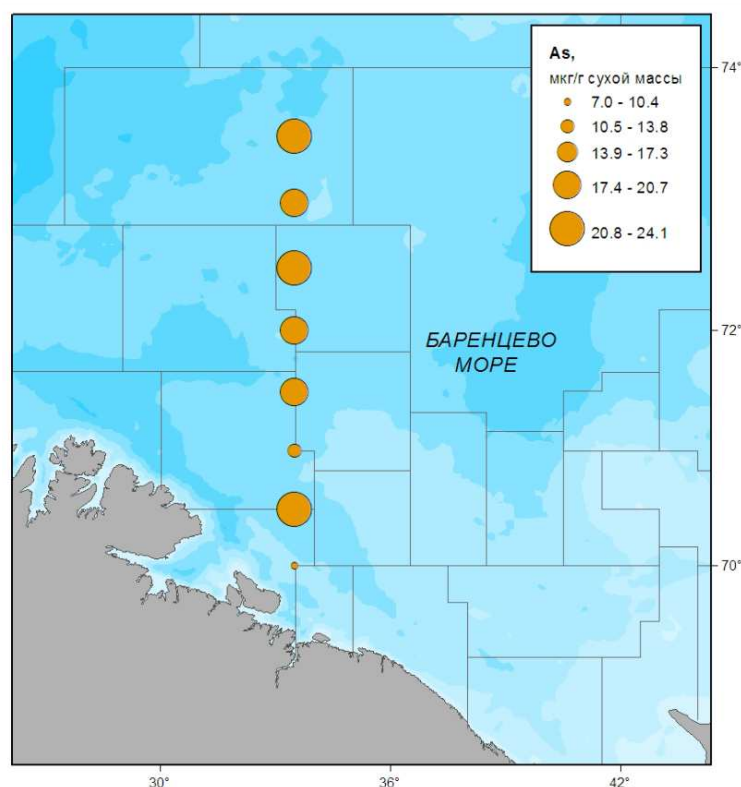 As,
мкг/г сухой массы
7.0 - 10.4
10.5 - 13.8
13.9 - 17.3
17.4 - 20.7
20.8 - 24.1
74°
72°
БАРЕНЦЕВО
МОРЕ
70°
30°
36°
42°